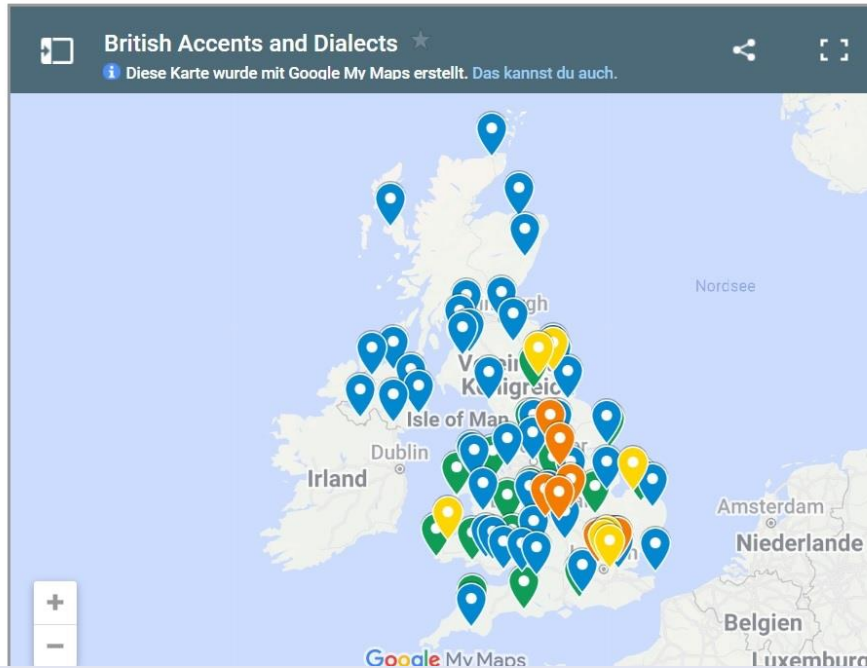 British Accents and Dialects
Diese Karte wurde mit Google My Maps erstellt. Das kannst du auch.
Nordsee
Isle of Man
Dublin
Irland
Amsterdam
Niederlande
Belgien
Luxemburg
Google My Maps
+
−